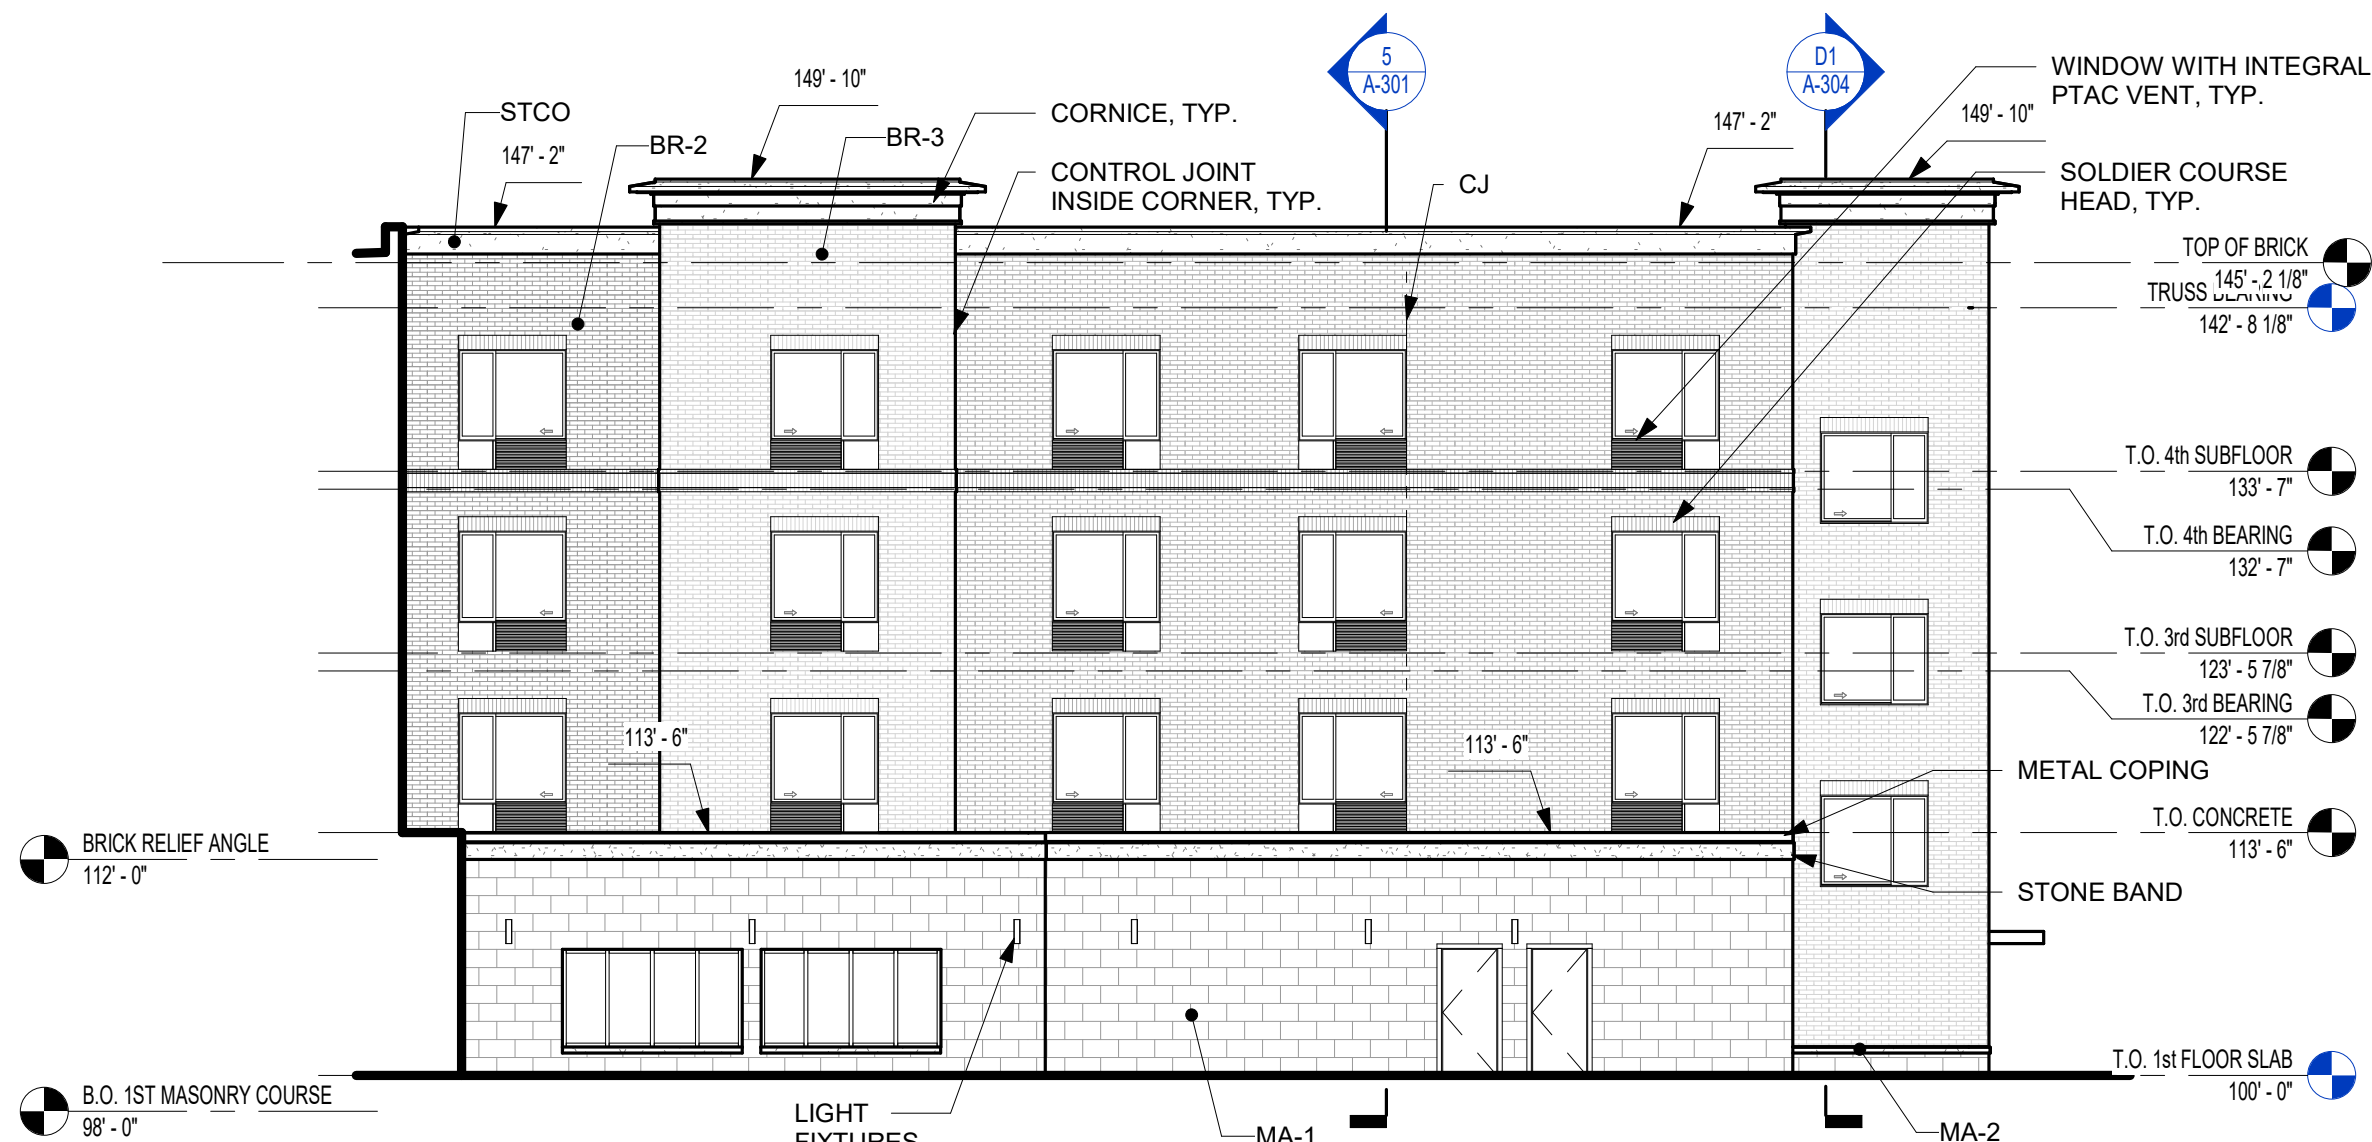 5
A-301
D1
A-304
WINDOW WITH INTEGRAL
PTAC VENT, TYP.
149' - 10"
149' - 10"
STCO
CORNICE, TYP.
147' - 2"
BR-2
BR-3
147' - 2"
CONTROL JOINT
INSIDE CORNER, TYP.
CJ
SOLDIER COURSE
HEAD, TYP.
TOP OF BRICK
145' - 2 1/8"
TRUSS BEARING
142' - 8 1/8"
T.O. 4th SUBFLOOR
133' - 7"
T.O. 4th BEARING
132' - 7"
T.O. 3rd SUBFLOOR
123' - 5 7/8"
T.O. 3rd BEARING
122' - 5 7/8"
113' - 6"
113' - 6"
METAL COPING
T.O. CONCRETE
113' - 6"
BRICK RELIEF ANGLE
112' - 0"
STONE BAND
T.O. 1st FLOOR SLAB
100' - 0"
B.O. 1ST MASONRY COURSE
98' - 0"
LIGHT
FIXTURES
MA-1
MA-2